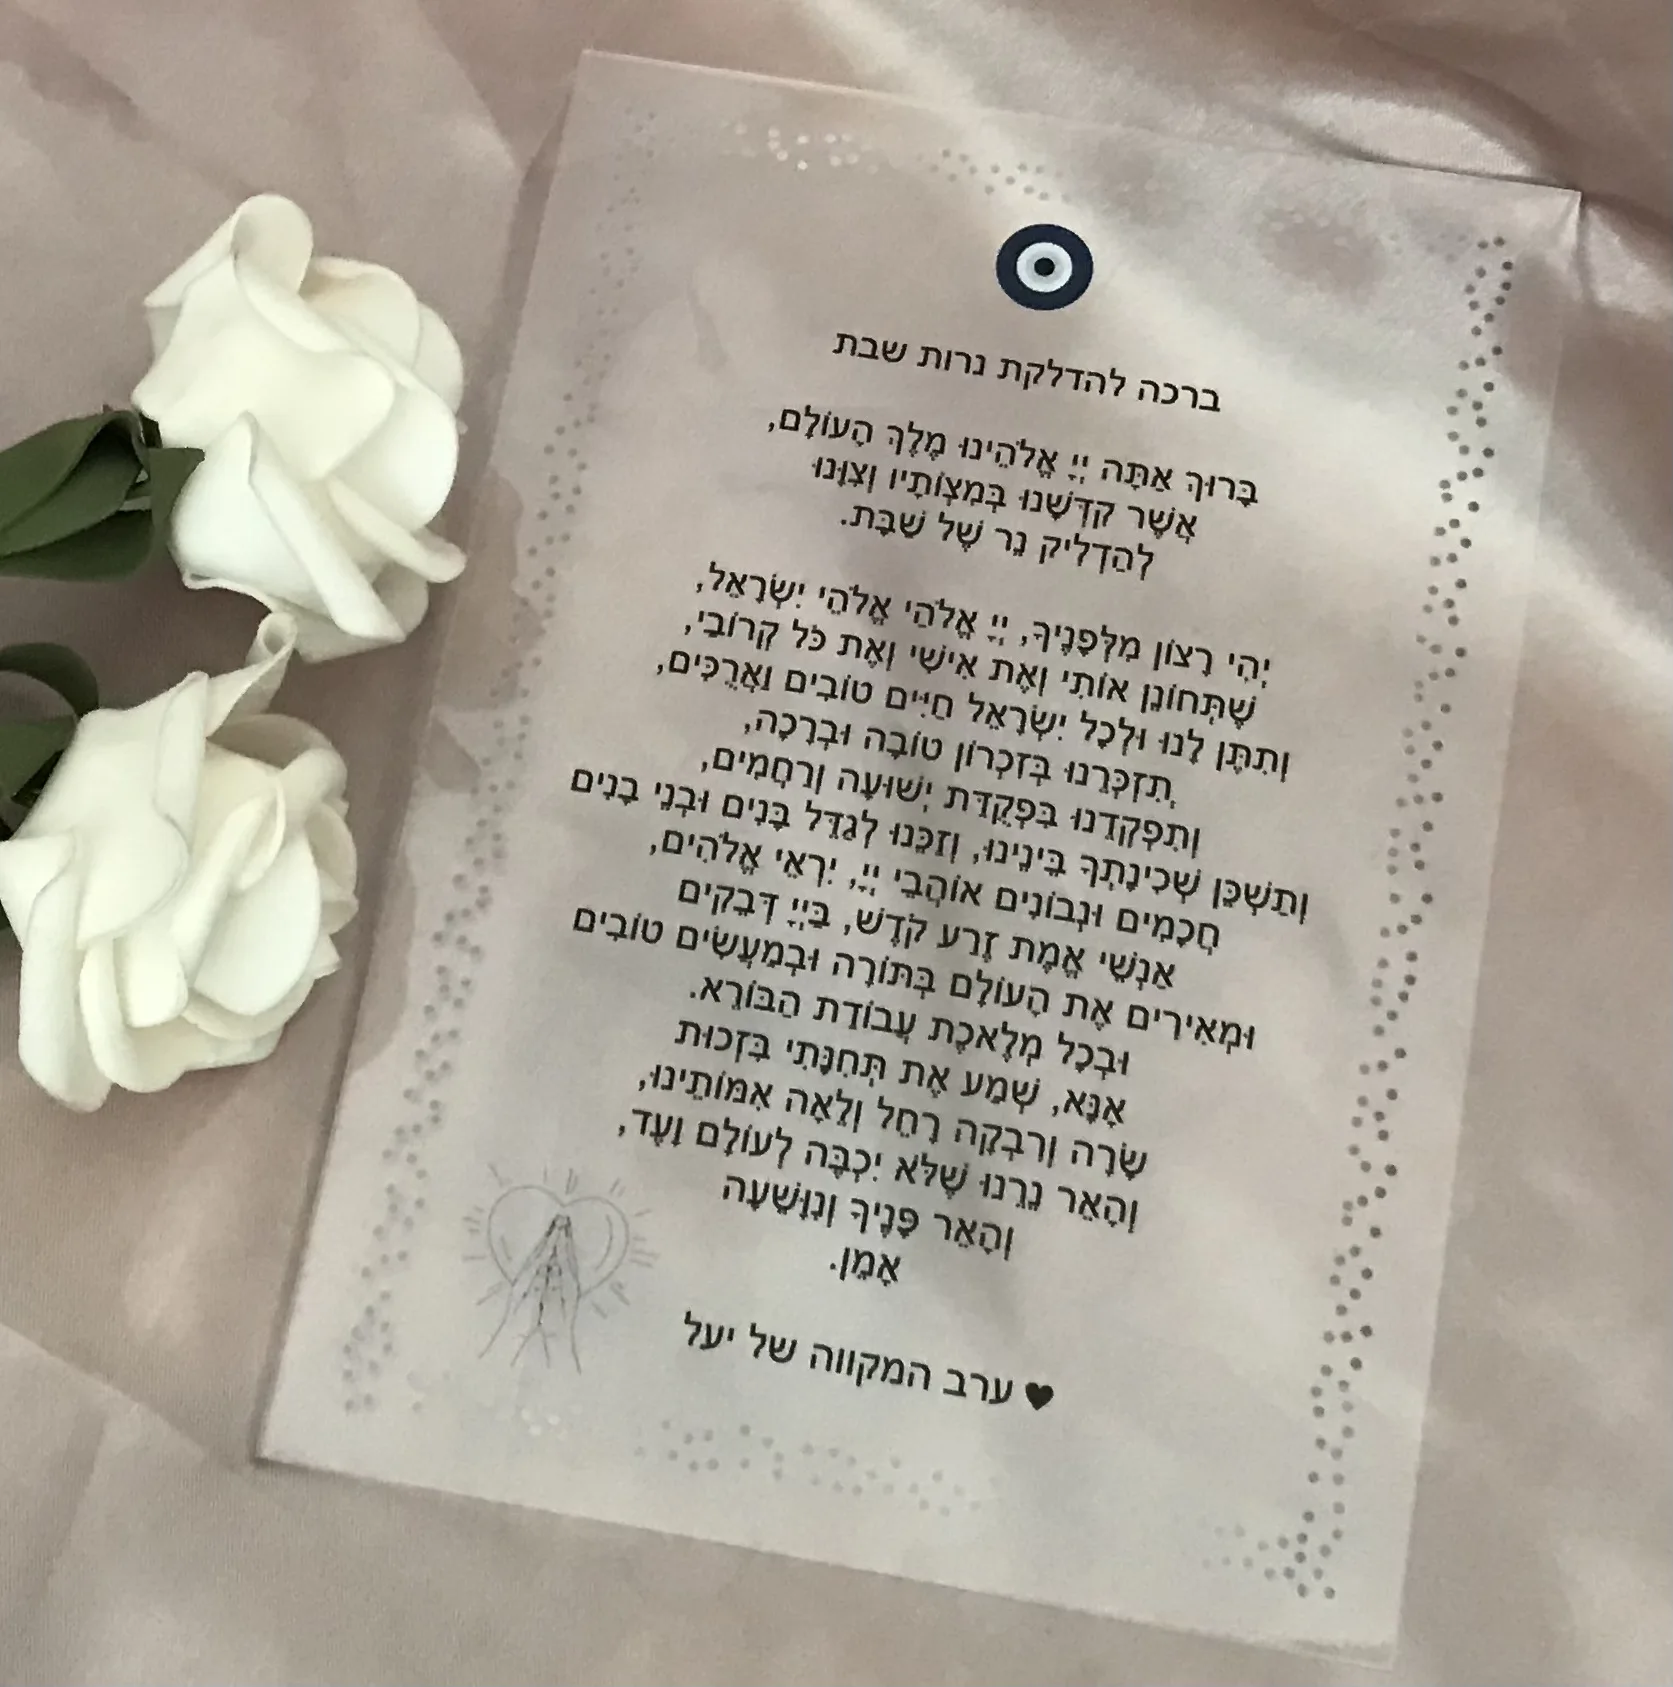 ברכה להדלקת נרות שבת
בָּרוּךְ אַתָּה יְיָ אֱלֹהֵינוּ מֶלֶךְ הָעוֹלָם,
אֲשֶׁר קִדְּשָׁנוּ בְּמִצְוֹתָיו וְצִוָּנוּ
לְהַדְלִיק נֵר שֶׁל שַׁבָּת.
יְהִי רָצוֹן מִלְּפָנֶיךָ, יְיָ אֱלֹהַי אֱלֹהֵי יִשְׂרָאֵל,
שֶׁתְּחוֹנֵן אוֹתִי וְאֶת אִישִׁי וְאֶת כֹּל קְרוֹבַי,
וְתִתֶּן לָנוּ וּלְכָל יִשְׂרָאֵל חַיִּים טוֹבִים וַאֲרֻכִּים,
תִזְכְּרֵנוּ בְּזִכְרוֹן טוֹבָה וּבְרָכָה,
וְתִפְקְדֵנוּ בִּפְקֻדַּת יְשׁוּעָה וְרַחֲמִים,
וְתַשְׁכֵּן שְׁכִינָתְךָ בֵּינֵינוּ, וְזַכֵּנוּ לְגַדֵּל בָּנִים וּבְנֵי בָנִים
חֲכָמִים וּנְבוֹנִים אוֹהֲבֵי יְיָ, יִרְאֵי אֱלֹהִים,
אַנְשֵׁי אֱמֶת זֶרַע קֹדֶשׁ, בַּיְיָ דְּבֵקִים
וּמְאִירִים אֶת הָעוֹלָם בְּתּוֹרָה וּבְמַעֲשִׂים טוֹבִים
וּבְכָל מְלֶאכֶת עֲבוֹדַת הַבּוֹרֵא.
אָנָּא, שְׁמַע אֶת תְּחִנָּתִי בִּזְכוּת
שָׂרָה וְרִבְקָה רָחֵל וְלֵאָה אִמּוֹתֵינוּ,
וְהָאֵר נֵרֵנוּ שֶׁלֹּא יִכְבֶּה לְעוֹלָם וָעֶד,
וְהָאֵר פָּנֶיךָ וְנִוָּשֵׁעָה
אָמֵן.
♥ ערב המקווה של יעל